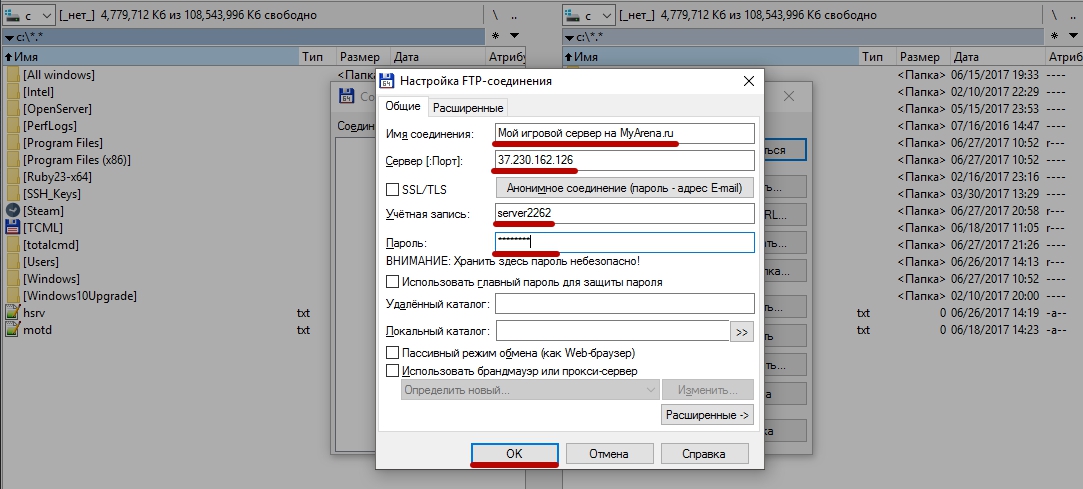 c [_нет_] 4,779,712 Кб из 108,543,996 Кб свободно \ ..
c [_нет_] 4,779,712 Кб из 108,543,996 Кб свободно \ ..
c:\*.* * 
c:\*.* *
Имя Тип Размер Дата Атрибу
Имя Тип Размер Дата Атри
[All windows] <Папка> 06/15/2017 19:33 ----
[Intel] <Папка> 02/10/2017 22:29 ----
[OpenServer] <Папка> 05/15/2017 23:53 ----
[PerfLogs] <Папка> 07/16/2016 14:47 ----
[Program Files] <Папка> 06/27/2017 10:52 r---
[Program Files (x86)] <Папка> 06/27/2017 10:52 r---
[Ruby23-x64] <Папка> 02/16/2017 23:16 ----
[SSH_Keys] <Папка> 03/30/2017 13:29 ----
[Steam] <Папка> 06/27/2017 20:58 r---
[TCML] <Папка> 06/18/2017 11:05 r---
[totalcmd] <Папка> 06/27/2017 21:26 ----
[Users] <Папка> 06/26/2017 14:13 r---
[Windows] <Папка> 06/27/2017 10:52 ----
[Windows10Upgrade] <Папка> 02/10/2017 20:00 ----
hsrv txt txt 0 06/26/2017 14:19 -a--
motd txt txt 0 06/18/2017 14:23 -a--
Настройка FTP-соединения
Общие Расширенные
Имя соединения: Мой игровой сервер на MyArena.ru
Сервер [:Порт]: 37.230.162.126
SSL/TLS Анонимное соединение (пароль - адрес E-mail)
Учётная запись: server2262
Пароль: ********
ВНИМАНИЕ: Хранить здесь пароль небезопасно!
Использовать главный пароль для защиты пароля
Удалённый каталог:
Локальный каталог: >>
Пассивный режим обмена (как Web-браузер)
Использовать брандмауэр или прокси-сервер
Определить новый... Изменить...
Расширенные ->
OK Отмена Справка